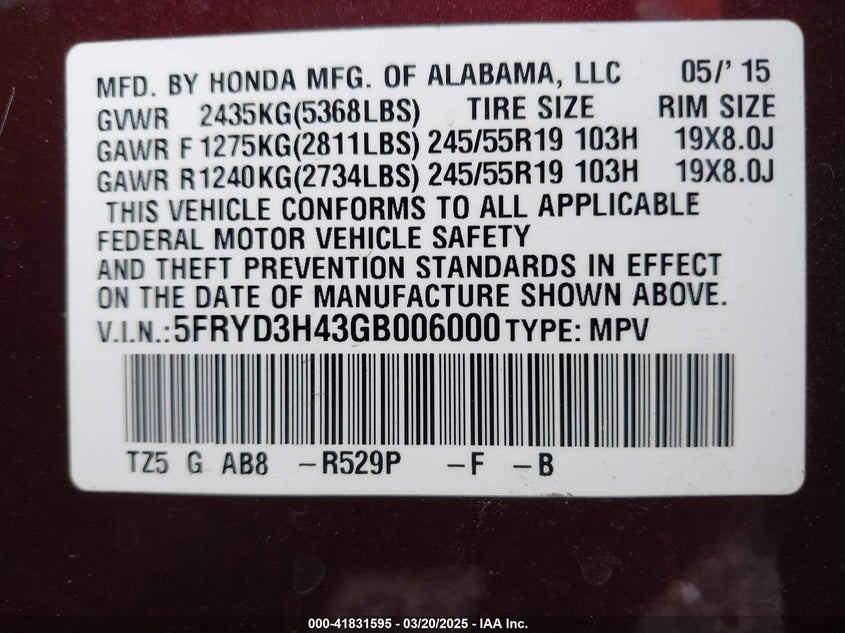 MFD. BY HONDA MFG. OF ALABAMA, LLC 05/' 15
GVWR 2435KG(5368LBS) TIRE SIZE RIM SIZE
GAWR F 1275KG(2811LBS) 245/55R19 103H 19X8.0J
GAWR R1240KG(2734LBS) 245/55R19 103H 19X8.0J
THIS VEHICLE CONFORMS TO ALL APPLICABLE
FEDERAL MOTOR VEHICLE SAFETY
AND THEFT PREVENTION STANDARDS IN EFFECT
ON THE DATE OF MANUFACTURE SHOWN ABOVE.
V.I.N.:5FRYD3H43GB006000 TYPE: MPV
TZ5 G AB8 -R529P -F -B
000-41831595 - 03/20/2025 - IAA Inc.